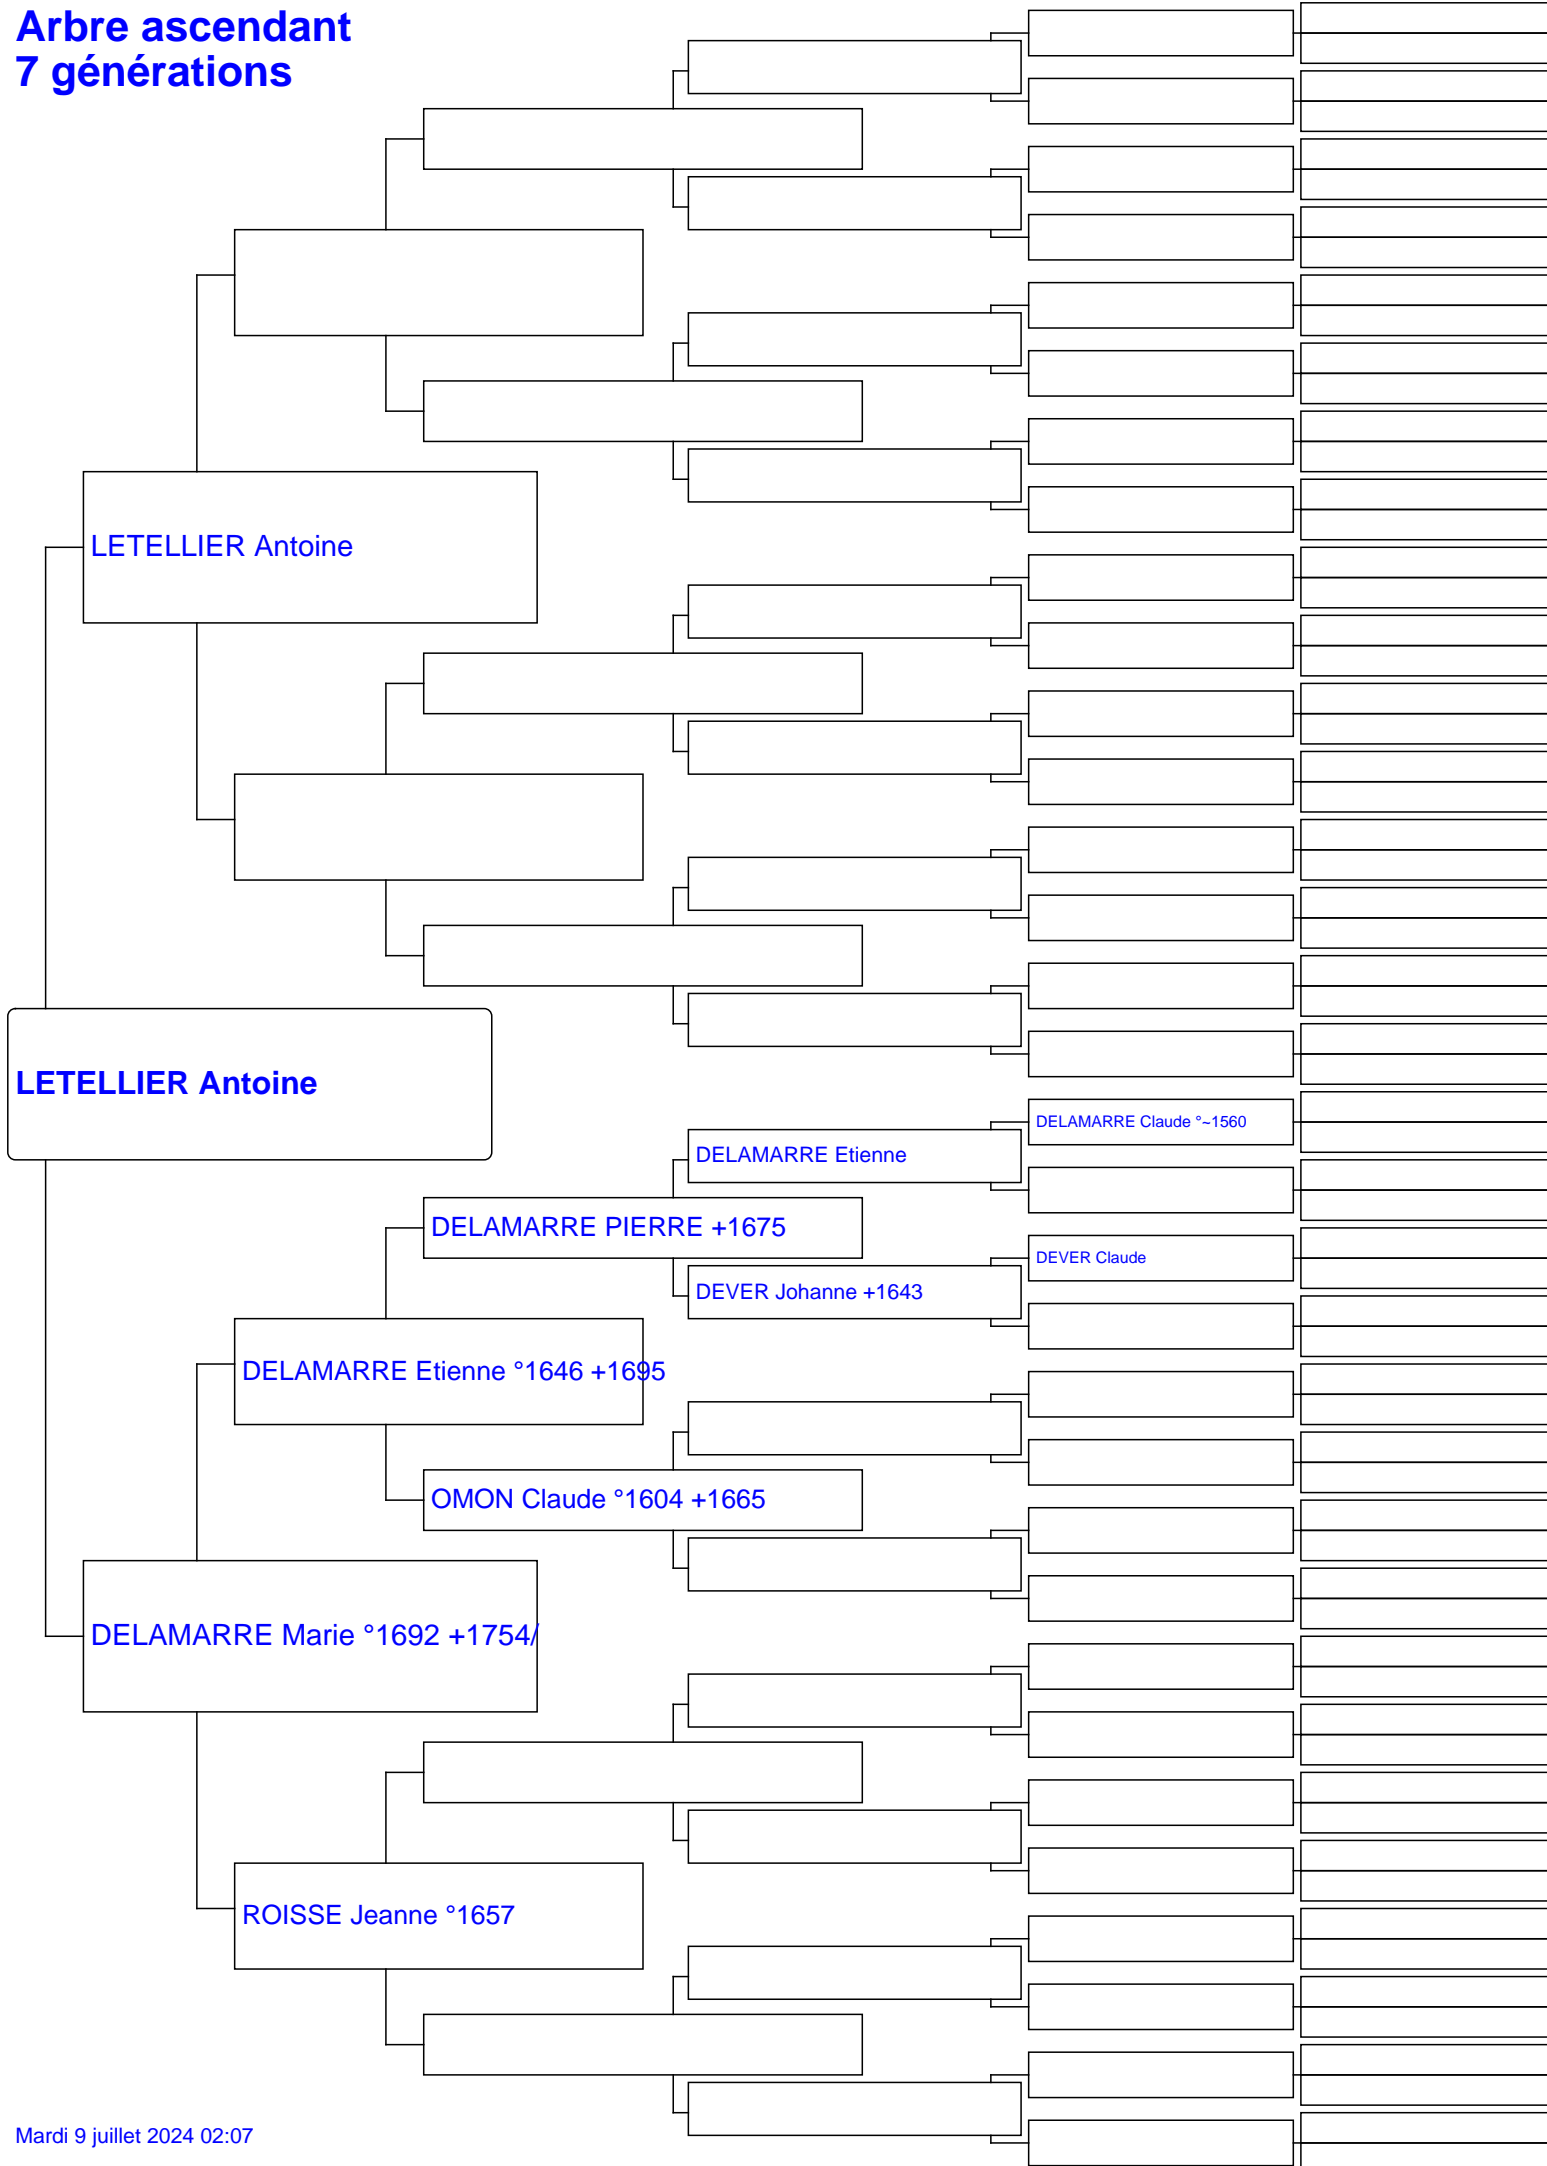 Arbre ascendant
7 générations
LETELLIER Antoine
LETELLIER Antoine
DELAMARRE Claude °~1560
DELAMARRE Etienne
DELAMARRE PIERRE +1675
DEVER Claude
DEVER Johanne +1643
DELAMARRE Etienne °1646 +1695
OMON Claude °1604 +1665
DELAMARRE Marie °1692 +1754/
ROISSE Jeanne °1657
Mardi 9 juillet 2024 02:07